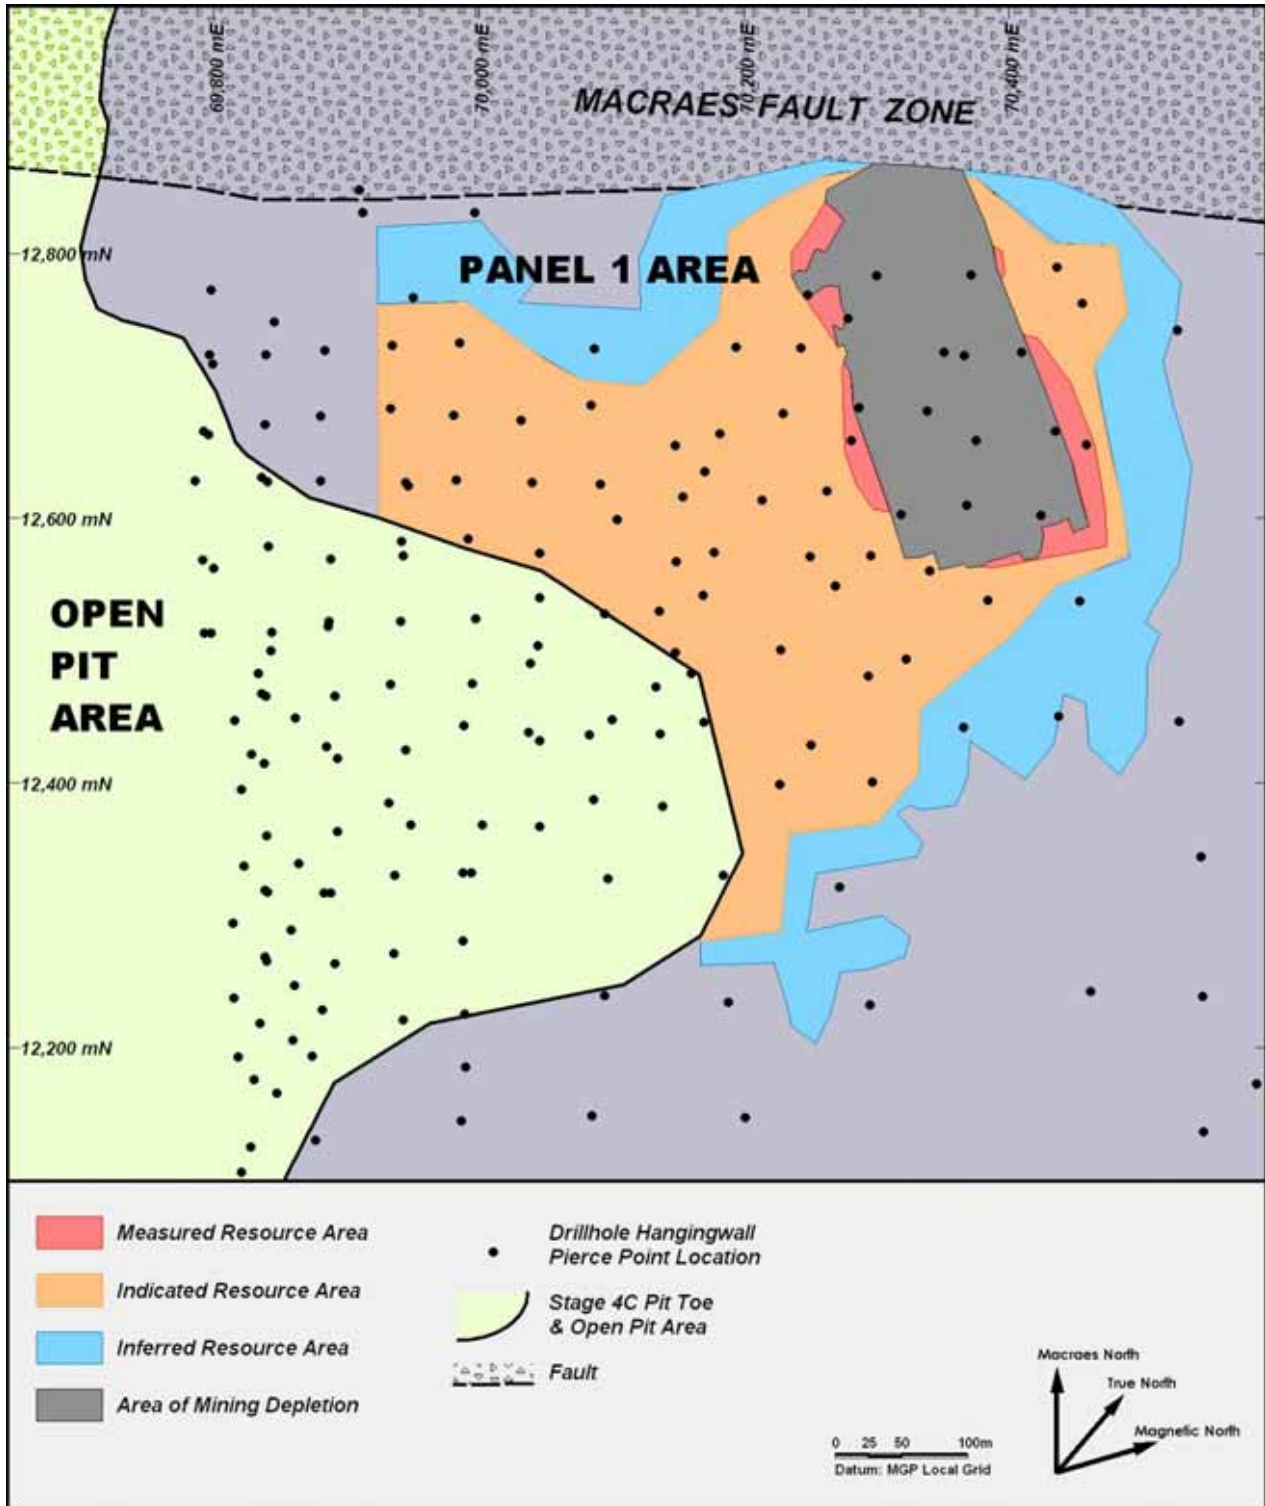 69,800 mE
70,000 mE
70,200 mE
70,400 mE
MACRAES FAULT ZONE
12,800 mN
PANEL 1 AREA
12,600 mN
OPEN
PIT
AREA
12,400 mN
12,200 mN
Measured Resource Area
Indicated Resource Area
Inferred Resource Area
Area of Mining Depletion
Drillhole Hangingwall
Pierce Point Location
Stage 4C Pit Toe
& Open Pit Area
Fault
0 25 50 100m
Datum: MGP Local Grid
Macraes North
True North
Magnetic North